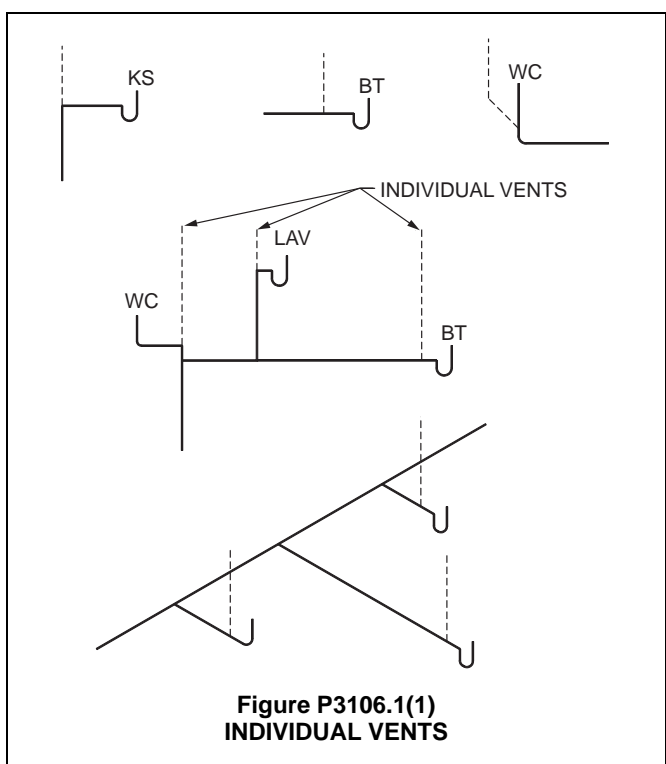 KS
BT
WC
INDIVIDUAL VENTS
LAV
WC
BT
Figure P3106.1(1)
INDIVIDUAL VENTS